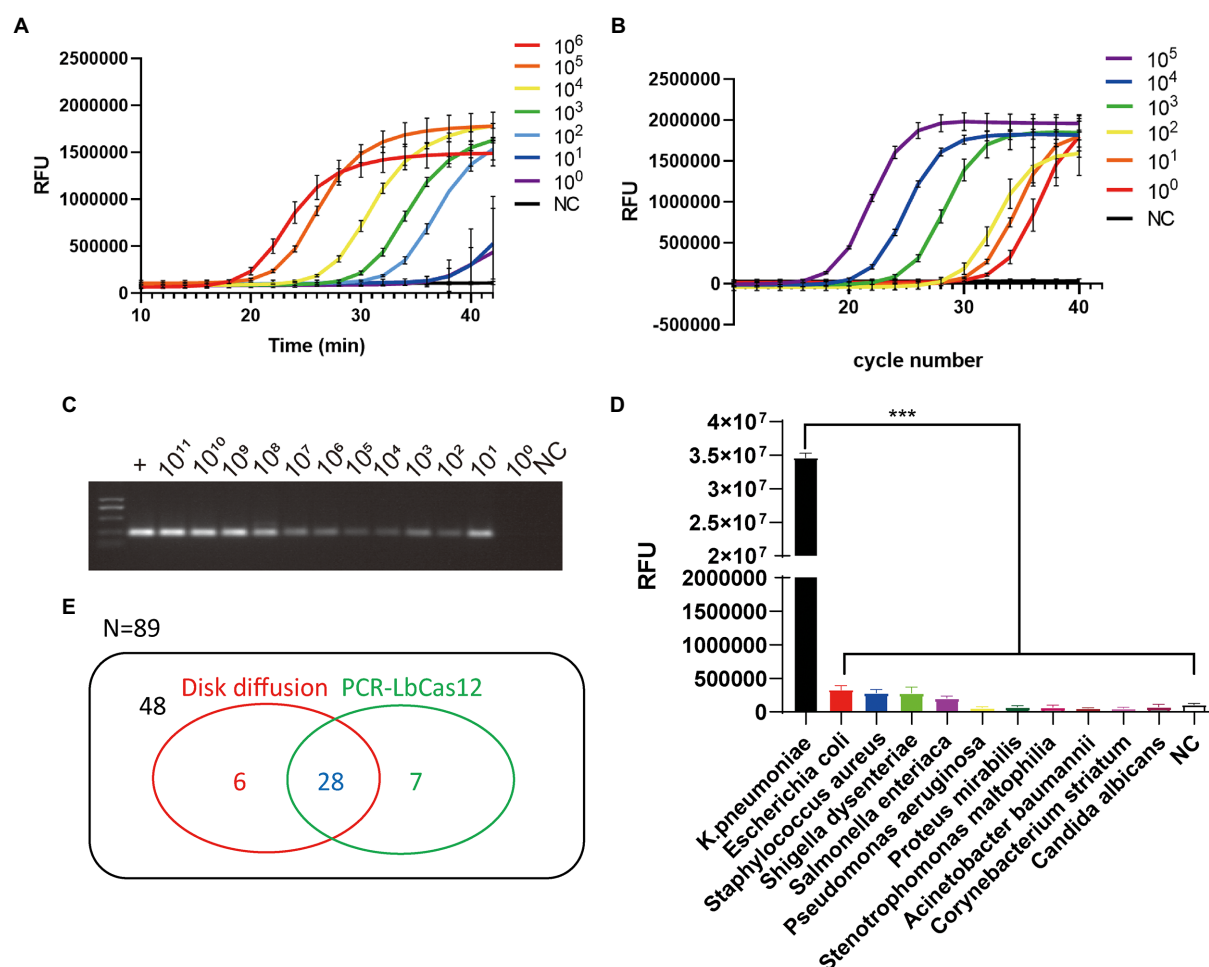 A
2500000
2000000
1500000
1000000
500000
0
RFU
10 20 30 40
Time (min)
10⁶
10⁵
10⁴
10³
10²
10¹
10⁰
NC
B
2500000
2000000
1500000
1000000
500000
0
-500000
RFU
20 30 40
cycle number
10⁵
10⁴
10³
10²
10¹
10⁰
NC
C
+ 10¹¹ 10¹⁰ 10⁹ 10⁸ 10⁷ 10⁶ 10⁵ 10⁴ 10³ 10² 10¹ 10⁰ NC
D
4×10⁷
3.5×10⁷
3×10⁷
2.5×10⁷
2×10⁷
2000000
1500000
1000000
500000
0
RFU
***
K.pneumoniae
Escherichia coli
Staphylococcus aureus
Shigella dysenteriae
Salmonella enteriaca
Pseudomonas aeruginosa
Proteus mirabilis
Stenotrophomonas maltophilia
Acinetobacter baumannii
Corynebacterium striatum
Candida albicans
NC
E
N=89
48
Disk diffusion PCR-LbCas12
6 28 7